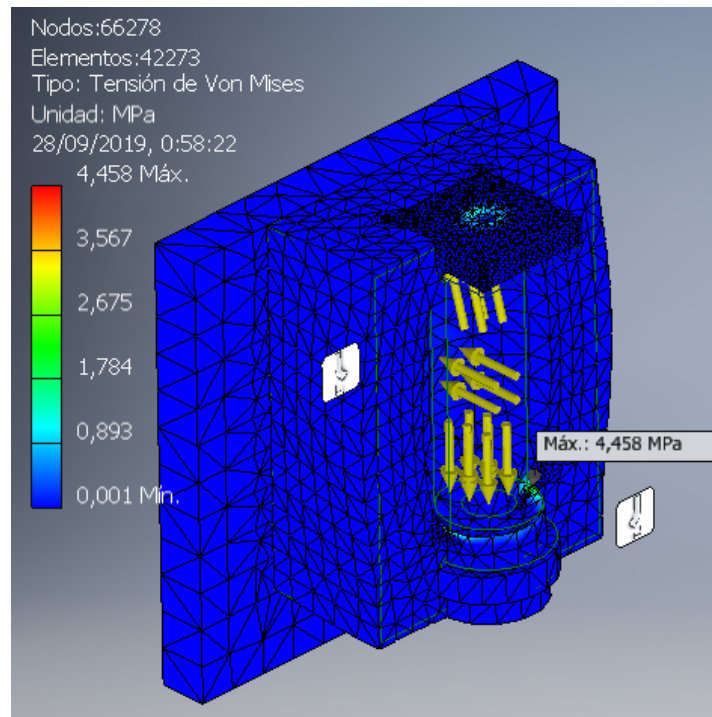 Nodos:66278
Elementos:42273
Tipo: Tensión de Von Mises
Unidad: MPa
28/09/2019, 0:58:22
4,458 Máx.
3,567
2,675
1,784
0,893
0,001 Mín.
Máx.: 4,458 MPa